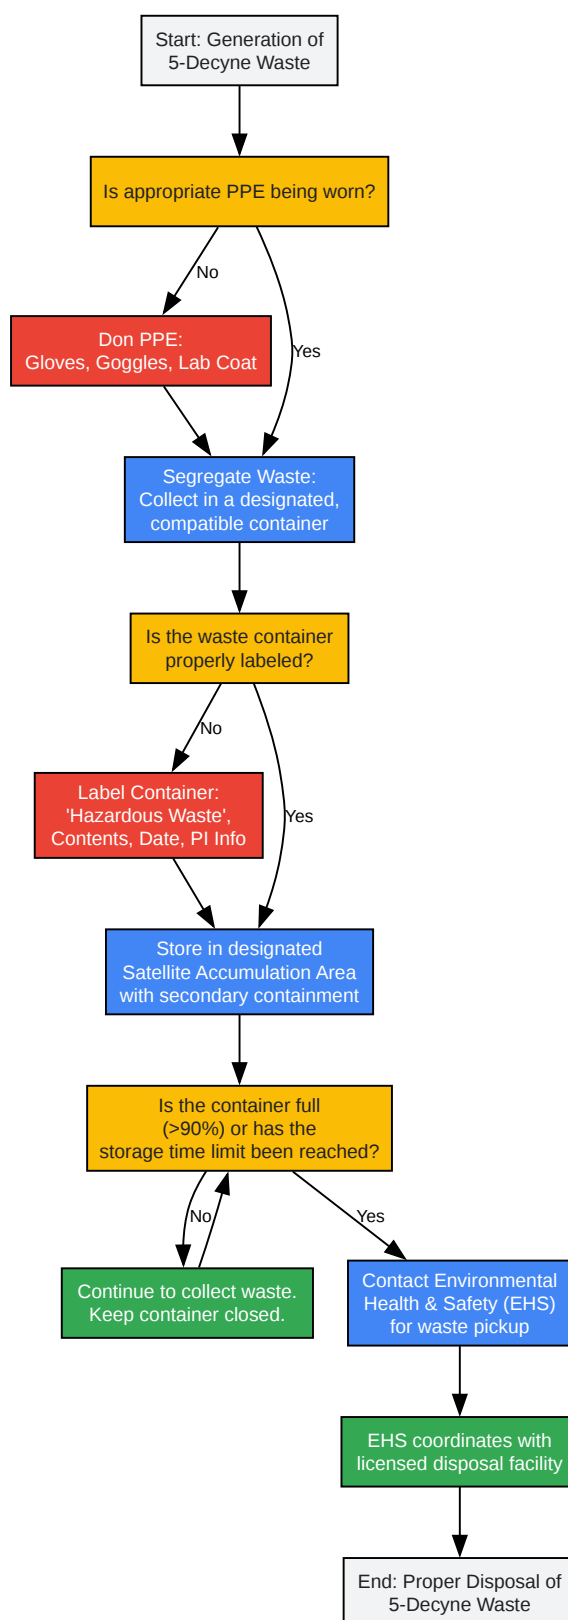 Start: Generation of
5-Decyne Waste
Is appropriate PPE being worn?
No
Yes
Don PPE:
Gloves, Goggles, Lab Coat
Segregate Waste:
Collect in a designated,
compatible container
Is the waste container
properly labeled?
No
Yes
Label Container:
'Hazardous Waste',
Contents, Date, PI Info
Store in designated
Satellite Accumulation Area
with secondary containment
Is the container full
(>90%) or has the
storage time limit been reached?
No
Yes
Continue to collect waste.
Keep container closed.
Contact Environmental
Health & Safety (EHS)
for waste pickup
EHS coordinates with
licensed disposal facility
End: Proper Disposal of
5-Decyne Waste